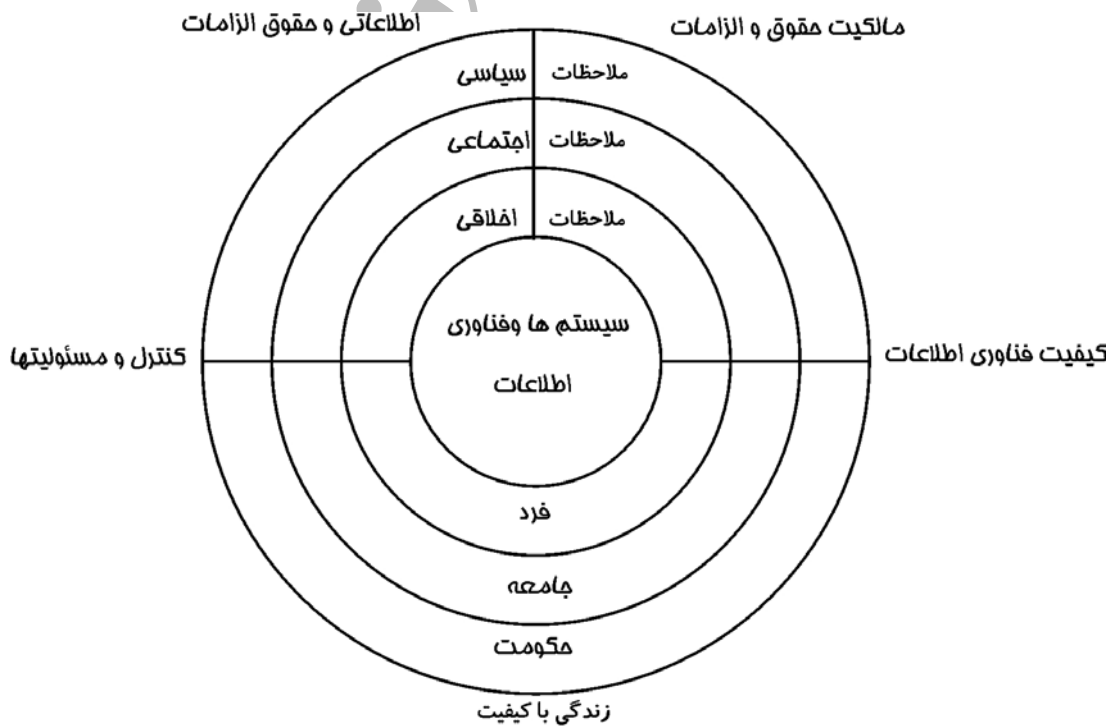 مالکیت حقوق و الزامات
اطلاعاتی و حقوق الزامات
ملاحظات سیاسی
ملاحظات اجتماعی
ملاحظات اخلاقی
سیستم ها وفناوری
اطلاعات
کیفیت فناوری اطلاعات
کنترل و مسئولیتها
فرد
جامعه
حکومت
زندگی با کیفیت